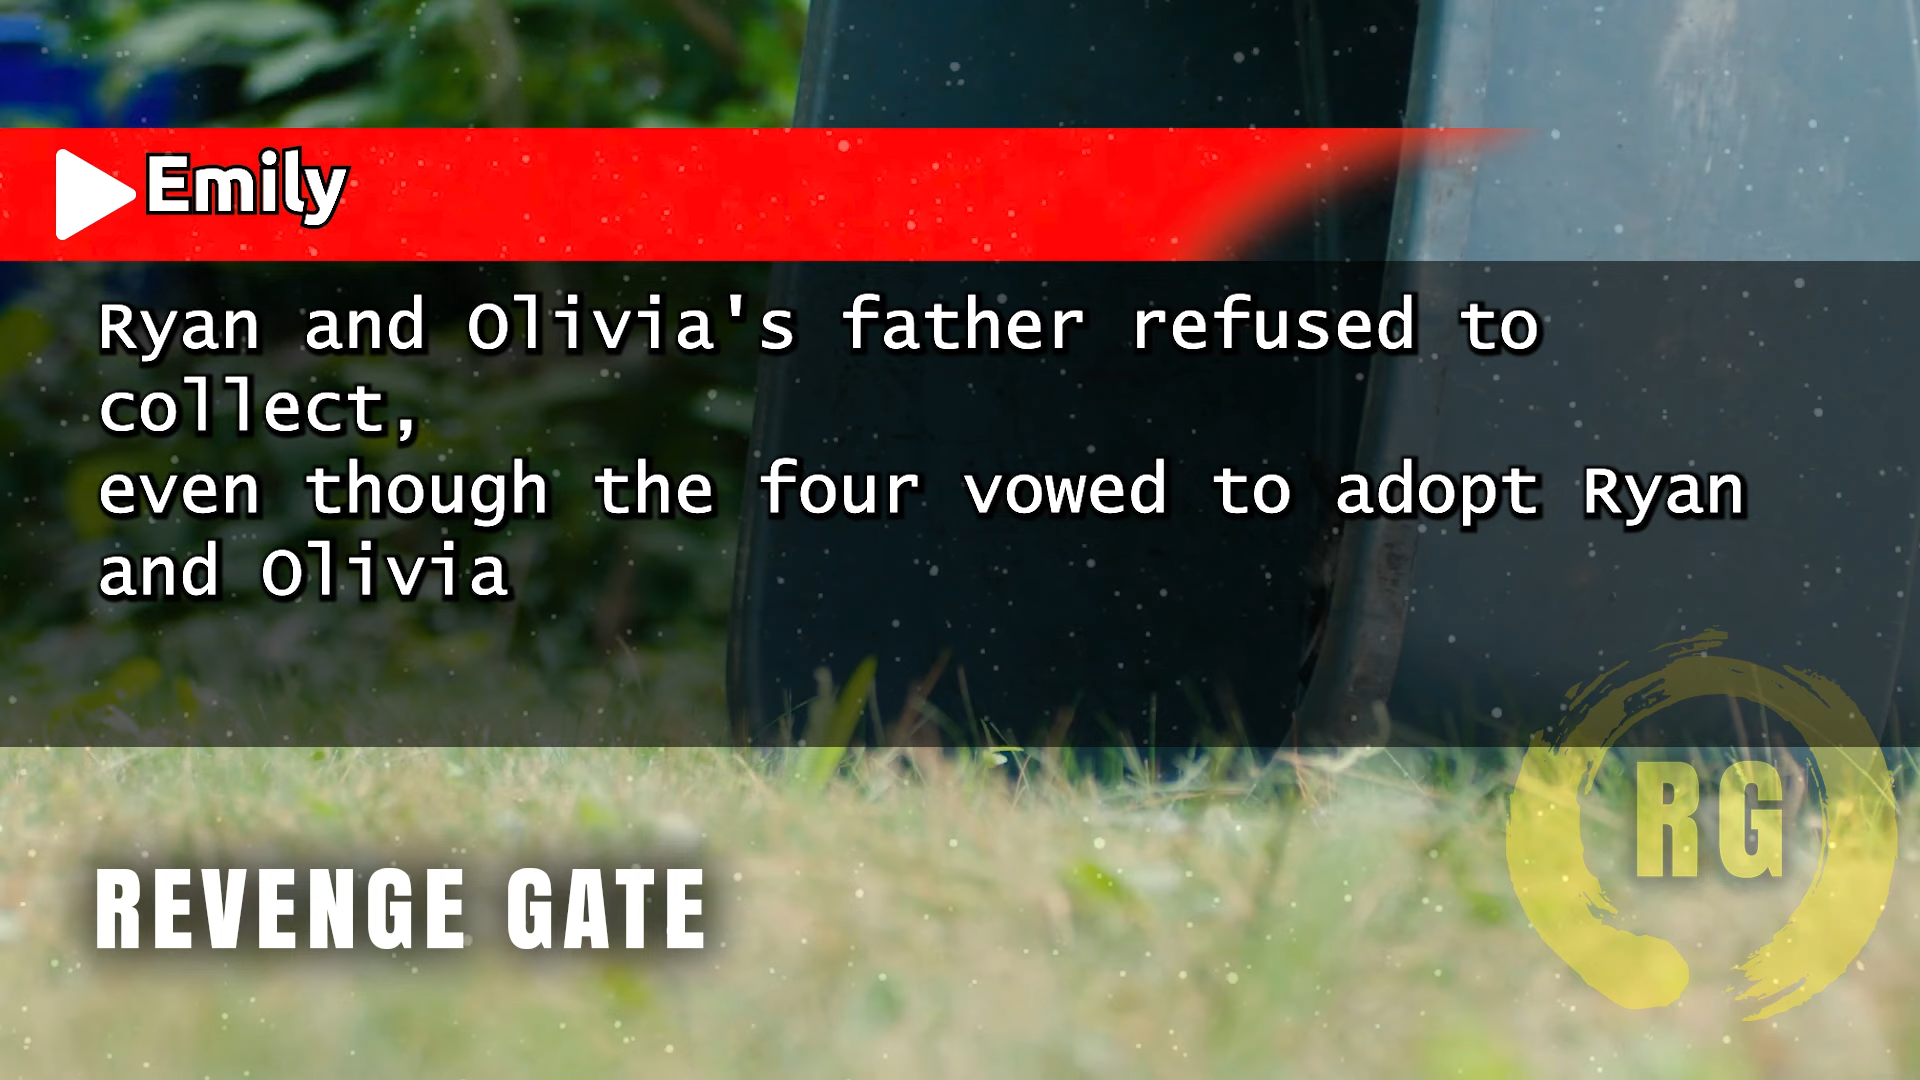 Emily
Ryan and Olivia's father refused to
collect,
even though the four vowed to adopt Ryan
and Olivia
RG
REVENGE GATE